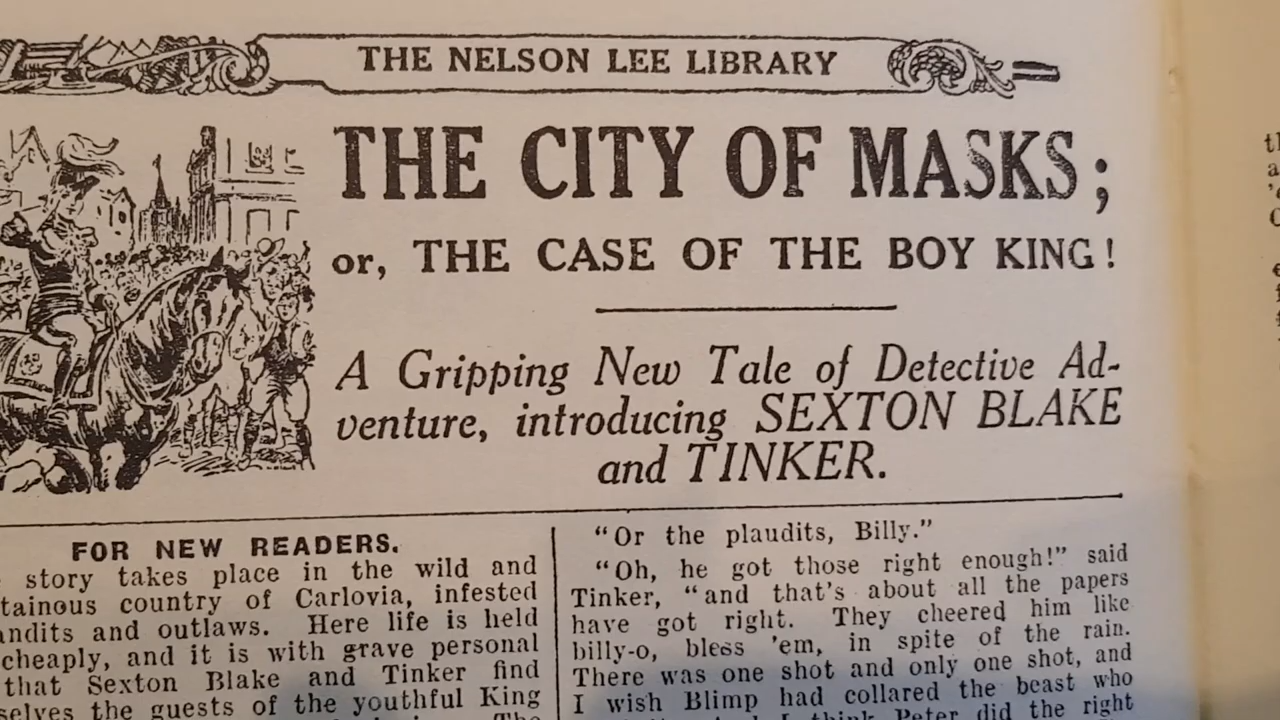 THE NELSON LEE LIBRARY
THE CITY OF MASKS;
or, THE CASE OF THE BOY KING!
A Gripping New Tale of Detective Ad-
venture, introducing SEXTON BLAKE
and TINKER.
FOR NEW READERS.
story takes place in the wild and
tainous country of Carlovia, infested
andits and outlaws. Here life is held
cheaply, and it is with grave personal
that Sexton Blake and Tinker find
selves the guests of the youthful King
The
"Or the plaudits, Billy."
"Oh, he got those right enough!" said
Tinker, "and that's about all the papers
have got right. They cheered him like
billy-o, bless 'em, in spite of the rain.
There was one shot and only one shot, and
I wish Blimp had collared the beast who
I think Peter did the right